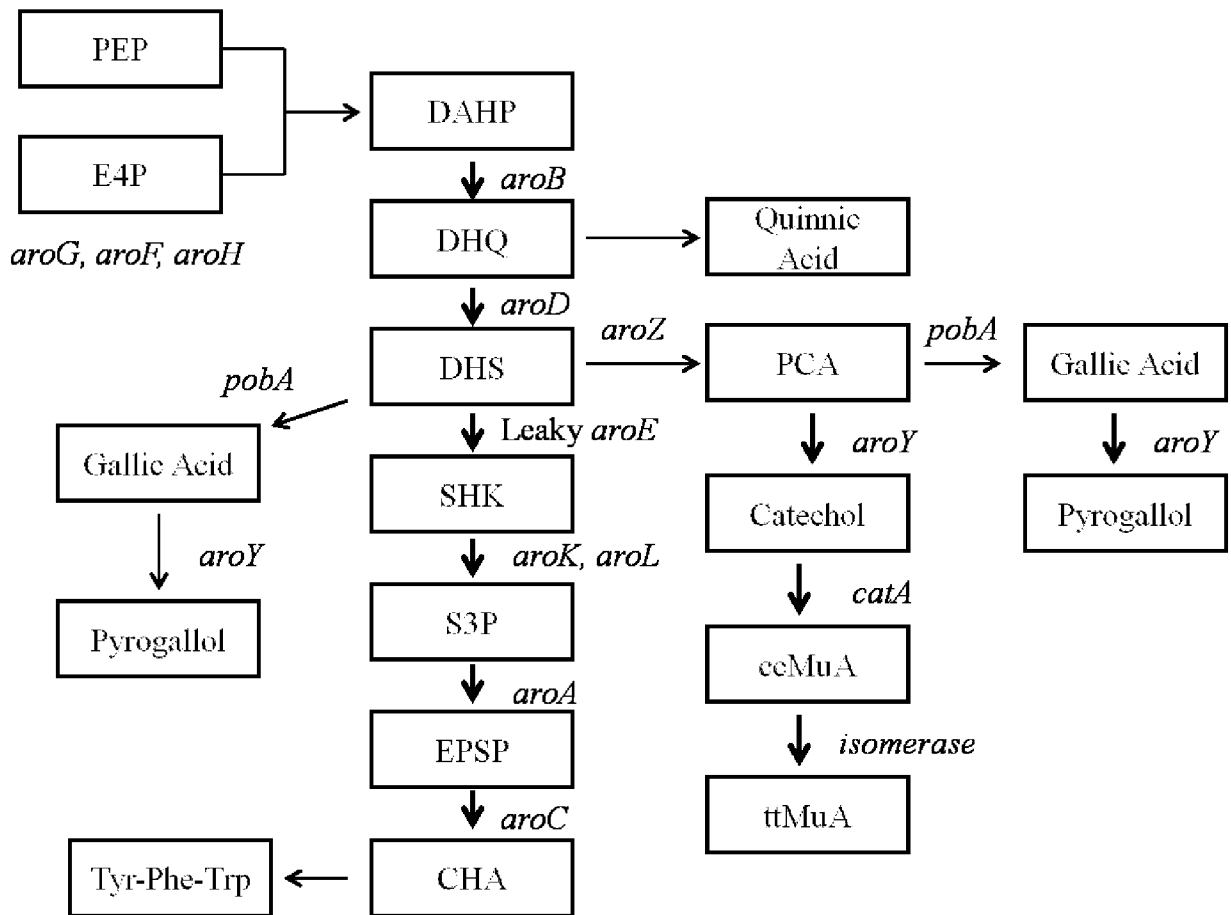 PEP
DAHP
E4P
aroB
aroG, aroF, aroH
DHQ
Quinnic
Acid
aroD
DHS
aroZ
PCA
pobA
Gallic Acid
pobA
Gallic Acid
Leaky aroE
aroY
aroY
SHK
Catechol
Pyrogallol
aroY
aroK, aroL
catA
Pyrogallol
S3P
ccMuA
aroA
isomerase
EPSP
ttMuA
aroC
Tyr-Phe-Trp
CHA